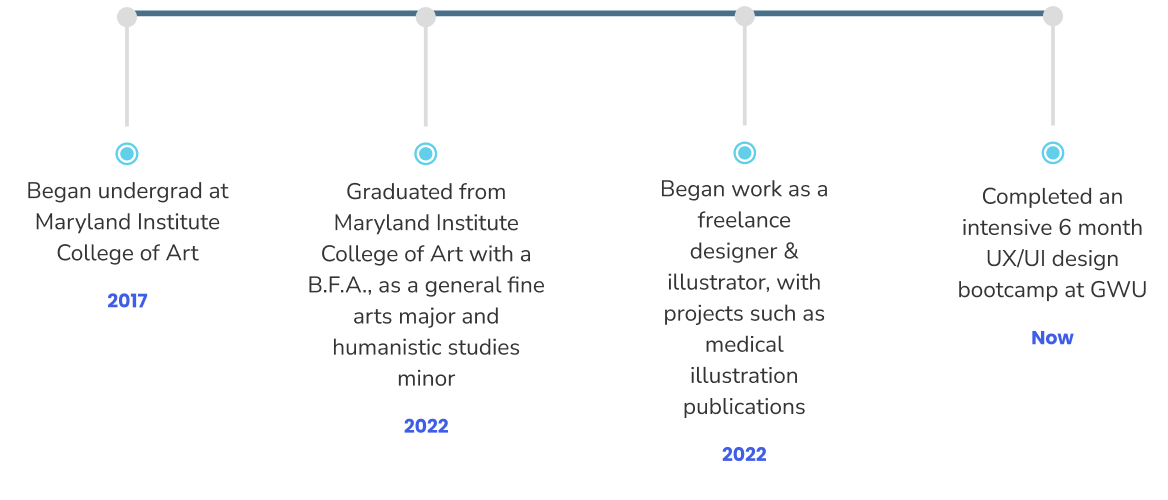 Began undergrad at
Maryland Institute
College of Art
2017
Graduated from
Maryland Institute
College of Art with a
B.F.A., as a general fine
arts major and
humanistic studies
minor
2022
Began work as a
freelance
designer &
illustrator, with
projects such as
medical
illustration
publications
2022
Completed an
intensive 6 month
UX/UI design
bootcamp at GWU
Now